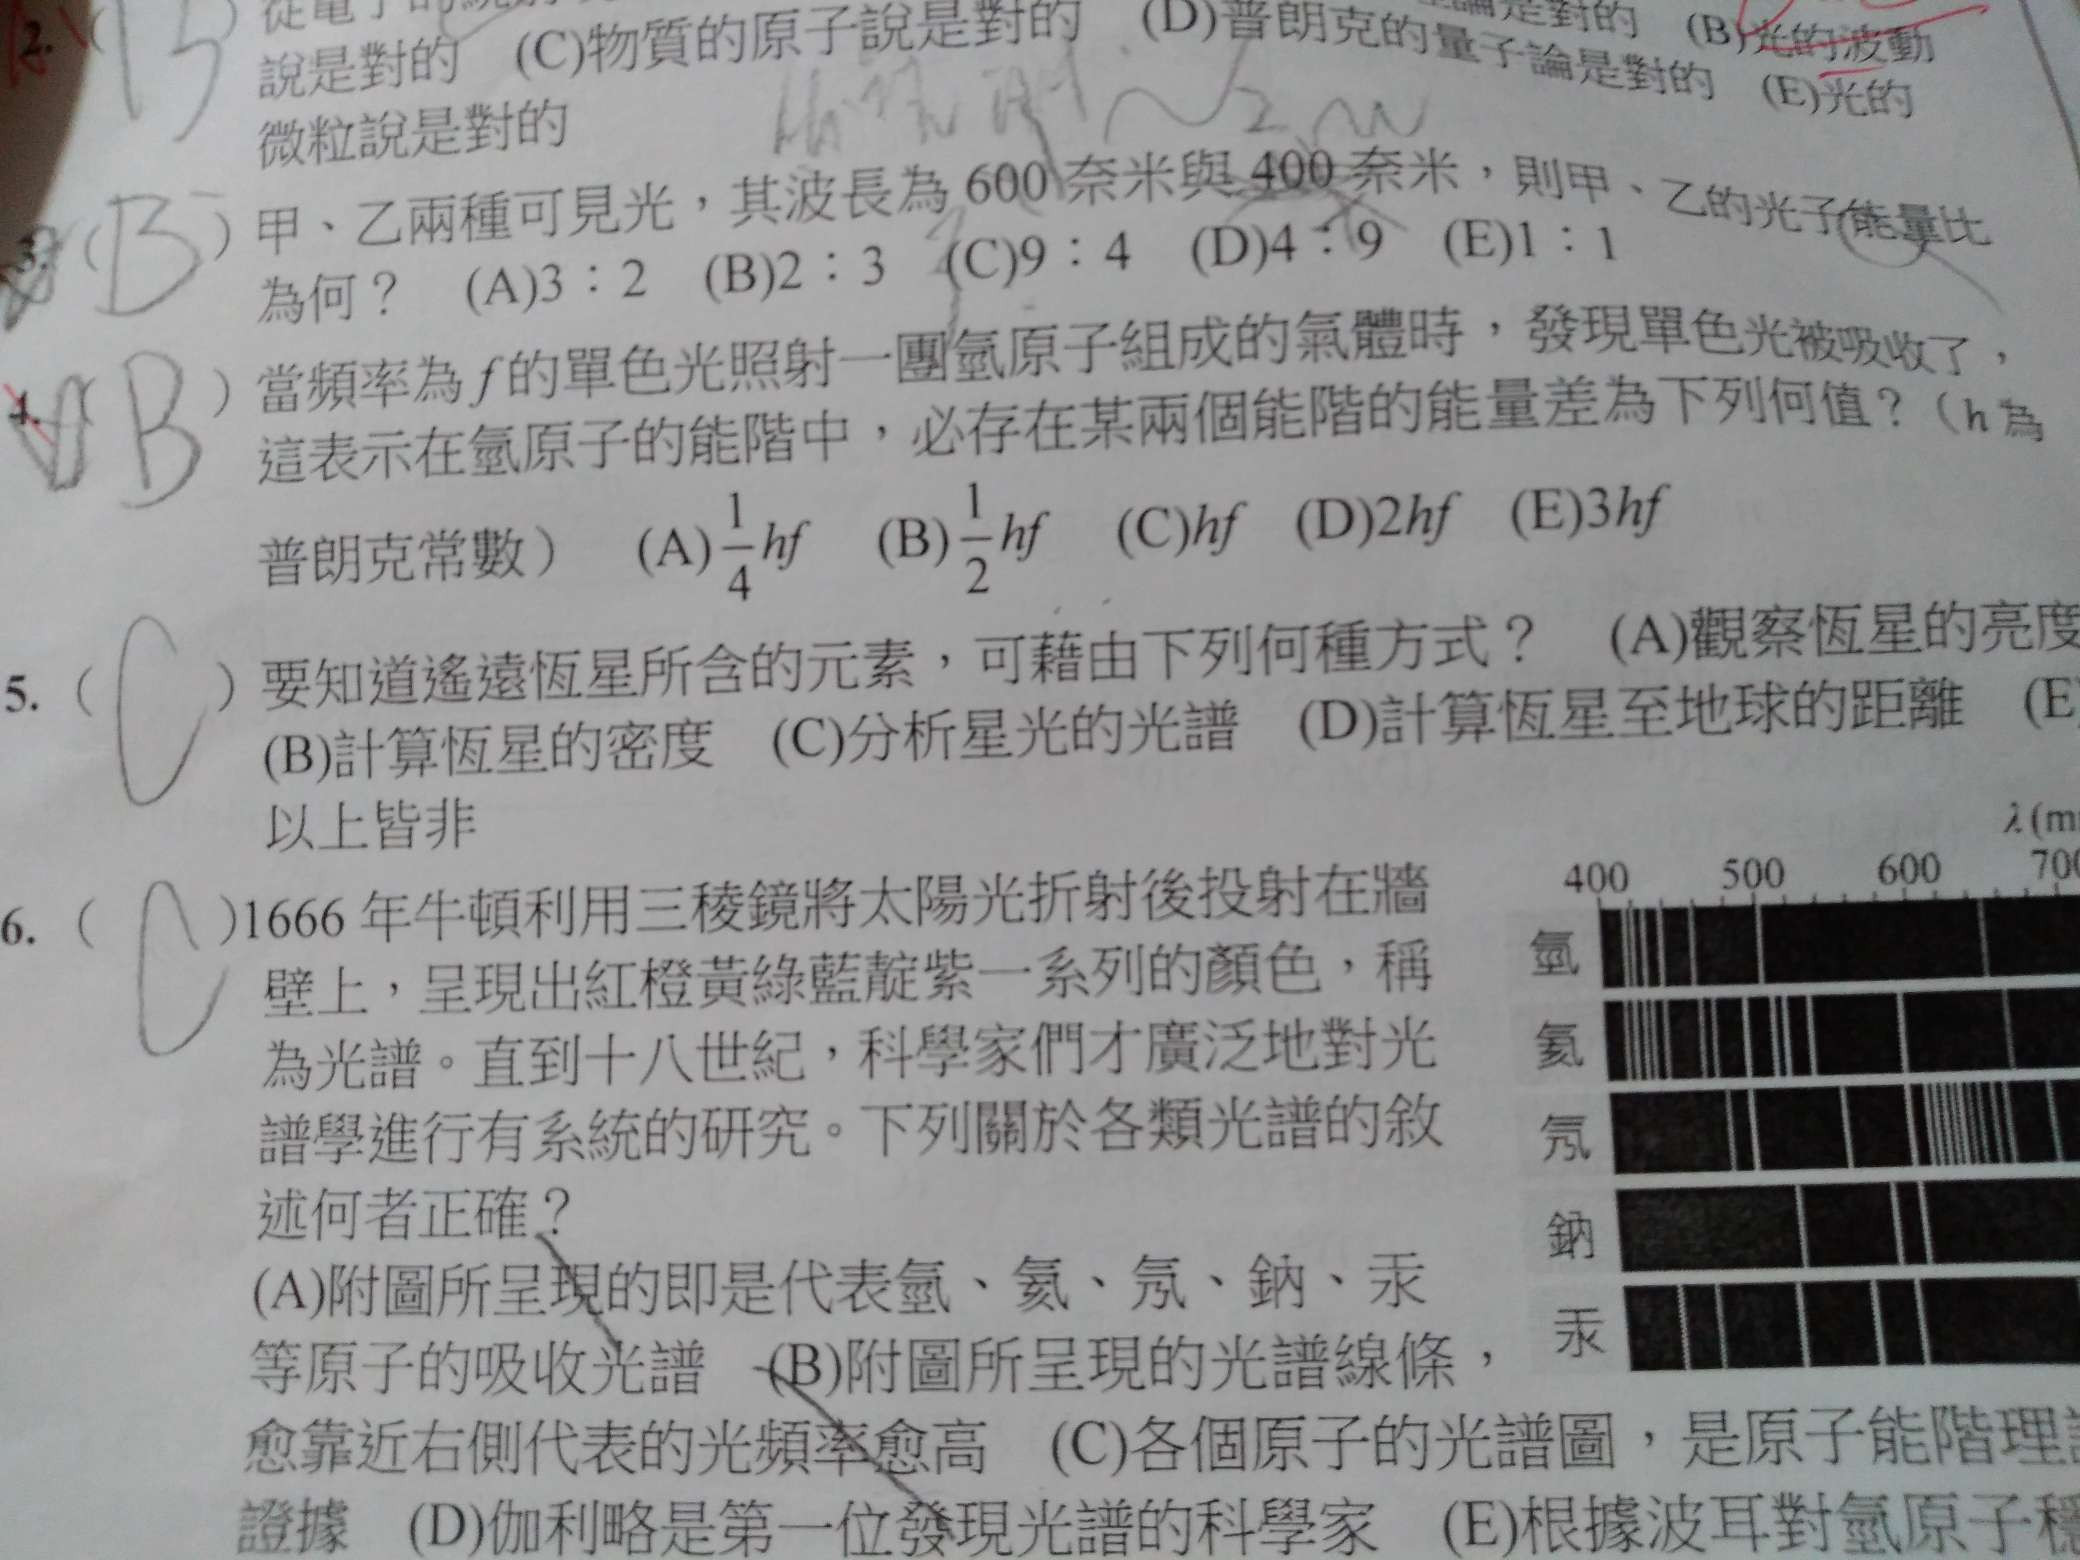 2. (B)
說是對的 (C)物質的原子說是對的 (D)普朗克的量子論是對的 (E)光的
論是對的 (B)光的波動
微粒說是對的
3. (B) 甲、乙兩種可見光，其波長為 600 奈米與 400 奈米，則甲、乙的光子能量比
為何？ (A)3：2 (B)2：3 (C)9：4 (D)4：9 (E)1：1
4. (B) 當頻率為 f 的單色光照射一團氫原子組成的氣體時，發現單色光被吸收了，
這表示在氫原子的能階中，必存在某兩個能階的能量差為下列何值？（h 為
普朗克常數） (A)1/4 hf (B)1/2 hf (C)hf (D)2hf (E)3hf
5. (C) 要知道遙遠恆星所含的元素，可藉由下列何種方式？ (A)觀察恆星的亮度
(B)計算恆星的密度 (C)分析星光的光譜 (D)計算恆星至地球的距離 (E)
以上皆非
6. (C)1666 年牛頓利用三稜鏡將太陽光折射後投射在牆
壁上，呈現出紅橙黃綠藍靛紫一系列的顏色，稱
為光譜。直到十八世紀，科學家們才廣泛地對光
譜學進行有系統的研究。下列關於各類光譜的敘
述何者正確？
(A)附圖所呈現的即是代表氫、氦、氖、鈉、汞
等原子的吸收光譜 (B)附圖所呈現的光譜線條，
愈靠近右側代表的光頻率愈高 (C)各個原子的光譜圖，是原子能階理
證據 (D)伽利略是第一位發現光譜的科學家 (E)根據波耳對氫原子穩
λ(m
400 500 600 700
氫
氦
氖
鈉
汞